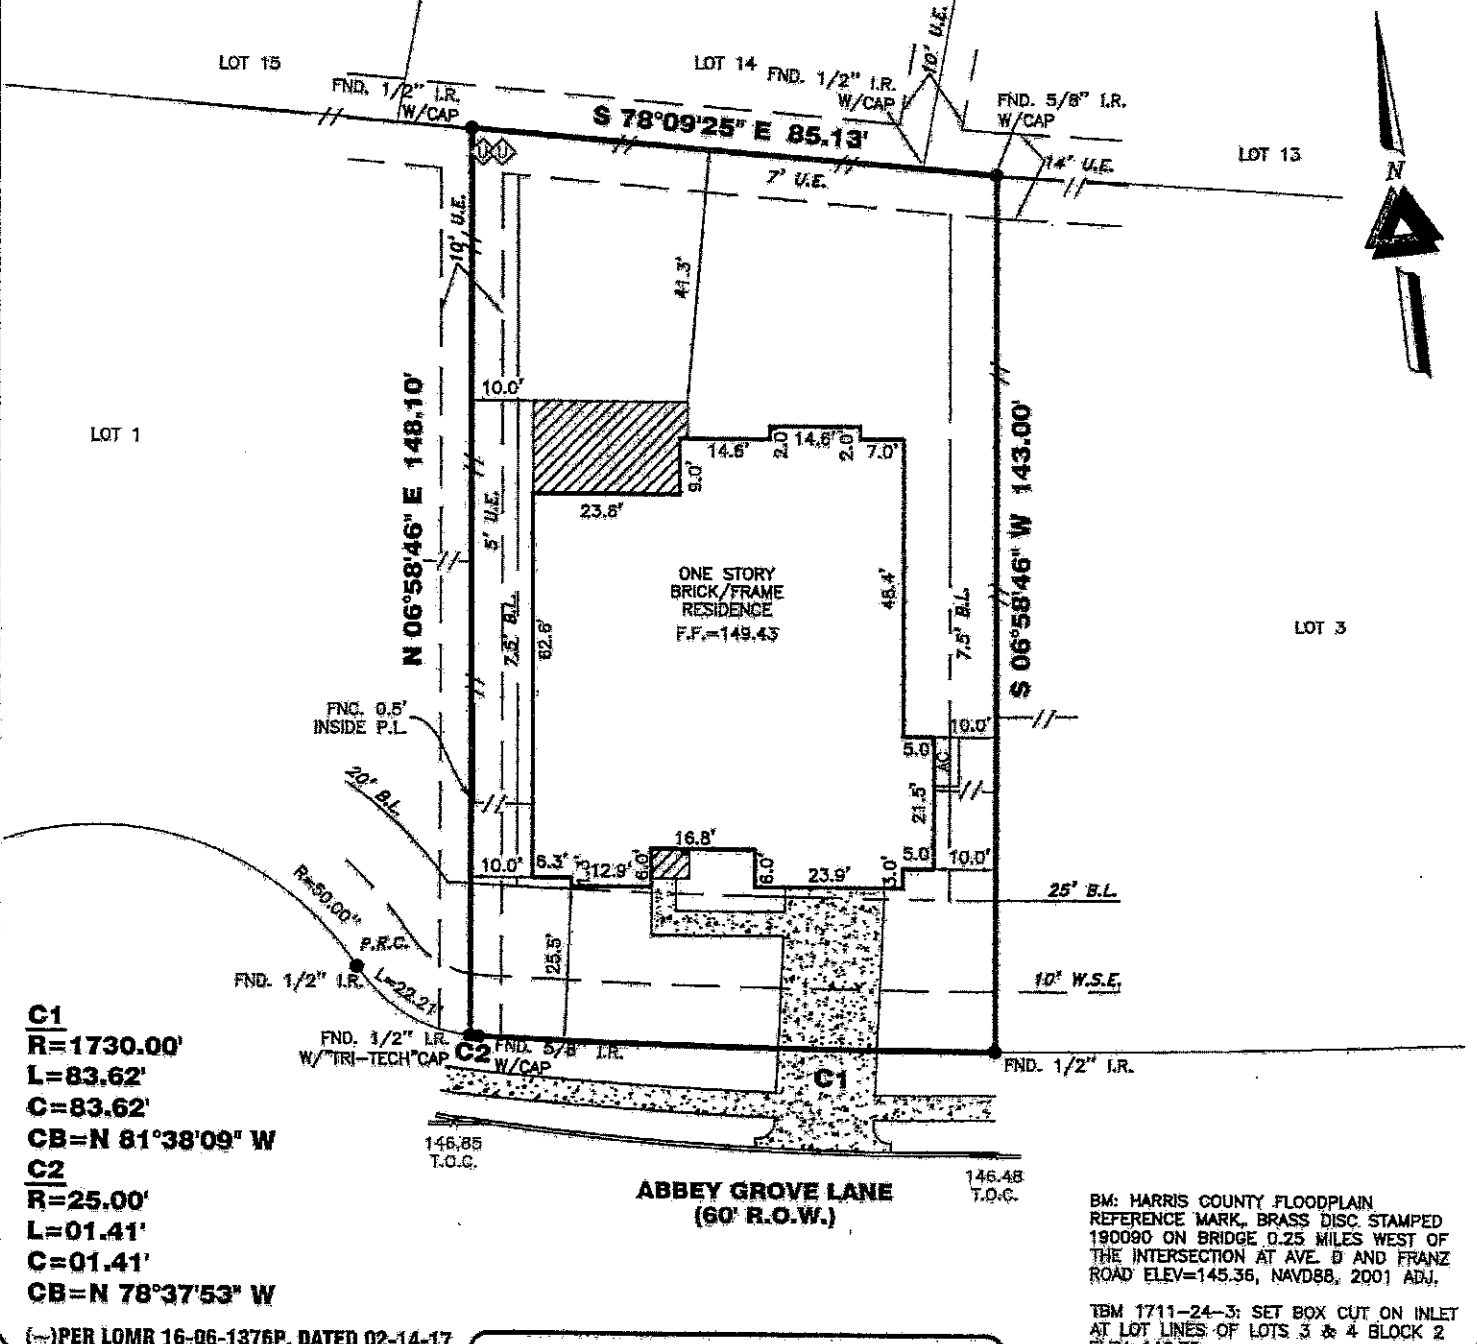 LOT 15
LOT 14
10' U.E.
FND. 1/2" I.R.
W/CAP
FND. 1/2" I.R.
W/CAP
FND. 5/8" I.R.
W/CAP
S 78°09'25" E 85.13'
LOT 13
14' U.E.
7' U.E.
U U
N
10' U.E.
41.3'
10.0'
LOT 1
N 06°58'46" E 148.10'
S 06°58'46" W 143.00'
14.6'
2.0
14.6'
2.0
7.0'
9.0'
23.6'
5' U.E.
7.5' B.L.
62.6'
ONE STORY
BRICK/FRAME
RESIDENCE
F.F.=149.43
48.4'
7.5' B.L.
LOT 3
FNC. 0.5'
INSIDE P.L.
10.0'
5.0
AC
21.5'
20' B.L.
16.8'
10.0'
6.3'
12.9'
6.0'
6.0'
23.9'
3.0'
5.0
10.0'
25' B.L.
R=50.00'
P.R.C.
FND. 1/2" I.R.
L=22.21'
25.5'
10' W.S.E.
FND. 1/2" I.R.
W/"TRI-TECH"CAP
C2
FND. 5/8" I.R.
W/CAP
C1
FND. 1/2" I.R.
C1
R=1730.00'
L=83.62'
C=83.62'
CB=N 81°38'09" W
C2
R=25.00'
L=01.41'
C=01.41'
CB=N 78°37'53" W
146.85
T.O.C.
146.48
T.O.C.
ABBEY GROVE LANE
(60' R.O.W.)
BM: HARRIS COUNTY FLOODPLAIN
REFERENCE MARK, BRASS DISC STAMPED
190090 ON BRIDGE 0.25 MILES WEST OF
THE INTERSECTION AT AVE. D AND FRANZ
ROAD ELEV=145.36, NAVD88, 2001 ADJ.
TBM 1711-24-3: SET BOX CUT ON INLET
AT LOT LINES OF LOTS 3 & 4 BLOCK 2
PER LOMR 16-06-1376P, DATED 02-14-17